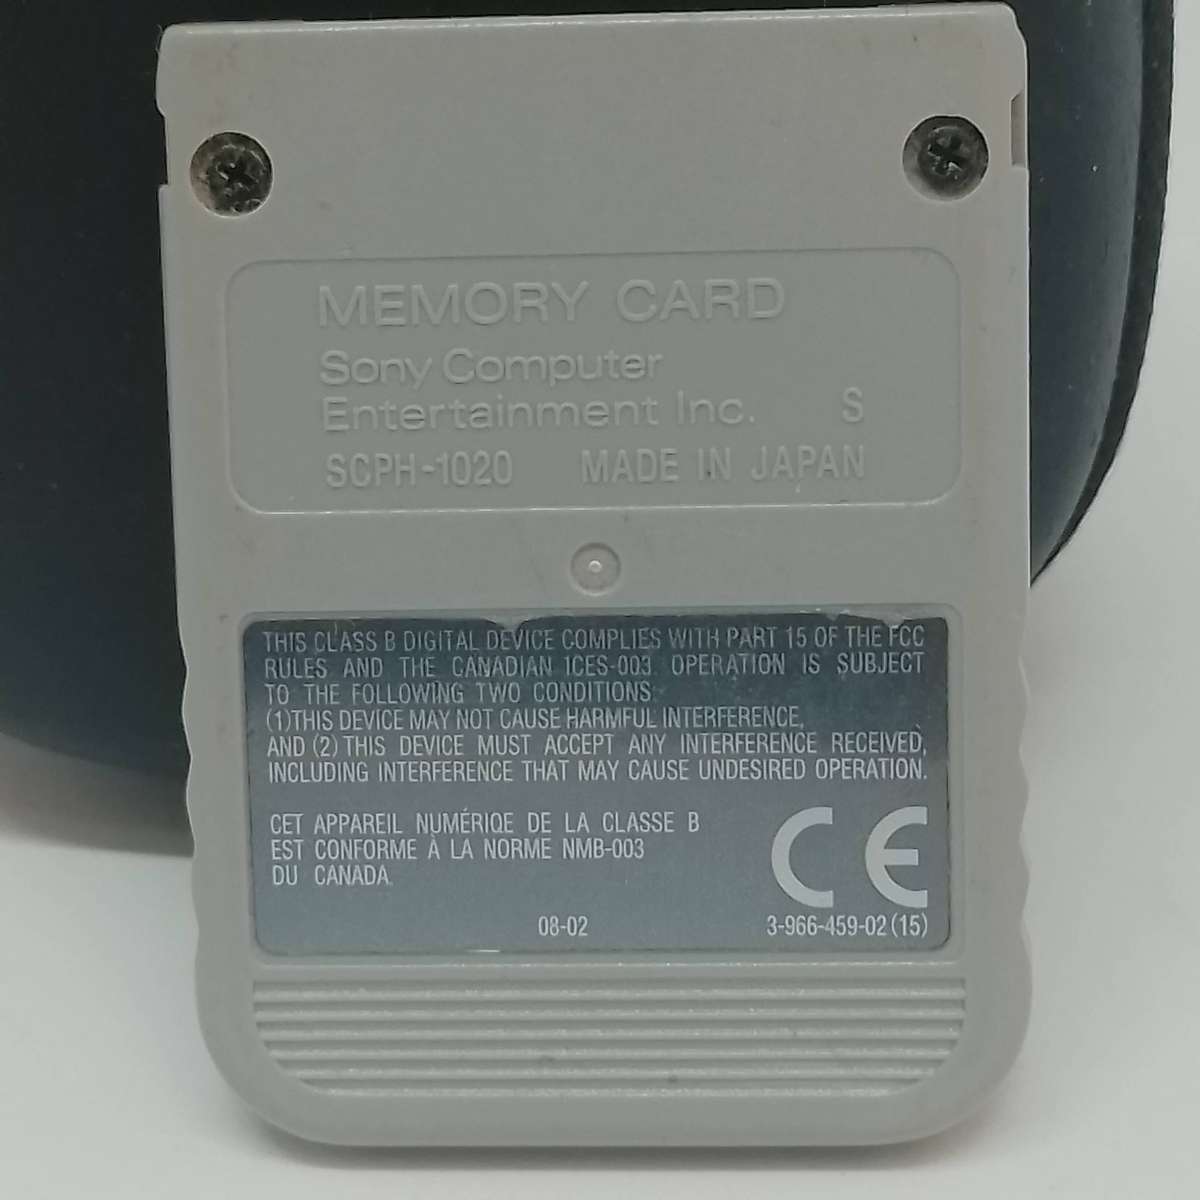 MEMORY CARD
Sony Computer
Entertainment Inc. S
SCPH-1020 MADE IN JAPAN
THIS CLASS B DIGITAL DEVICE COMPLIES WITH PART 15 OF THE FCC
RULES AND THE CANADIAN ICES-003. OPERATION IS SUBJECT
TO THE FOLLOWING TWO CONDITIONS:
(1)THIS DEVICE MAY NOT CAUSE HARMFUL INTERFERENCE,
AND (2) THIS DEVICE MUST ACCEPT ANY INTERFERENCE RECEIVED,
INCLUDING INTERFERENCE THAT MAY CAUSE UNDESIRED OPERATION.
CET APPAREIL NUMÉRIQE DE LA CLASSE B
EST CONFORME À LA NORME NMB-003
DU CANADA.
CE
08-02 3-966-459-02(15)